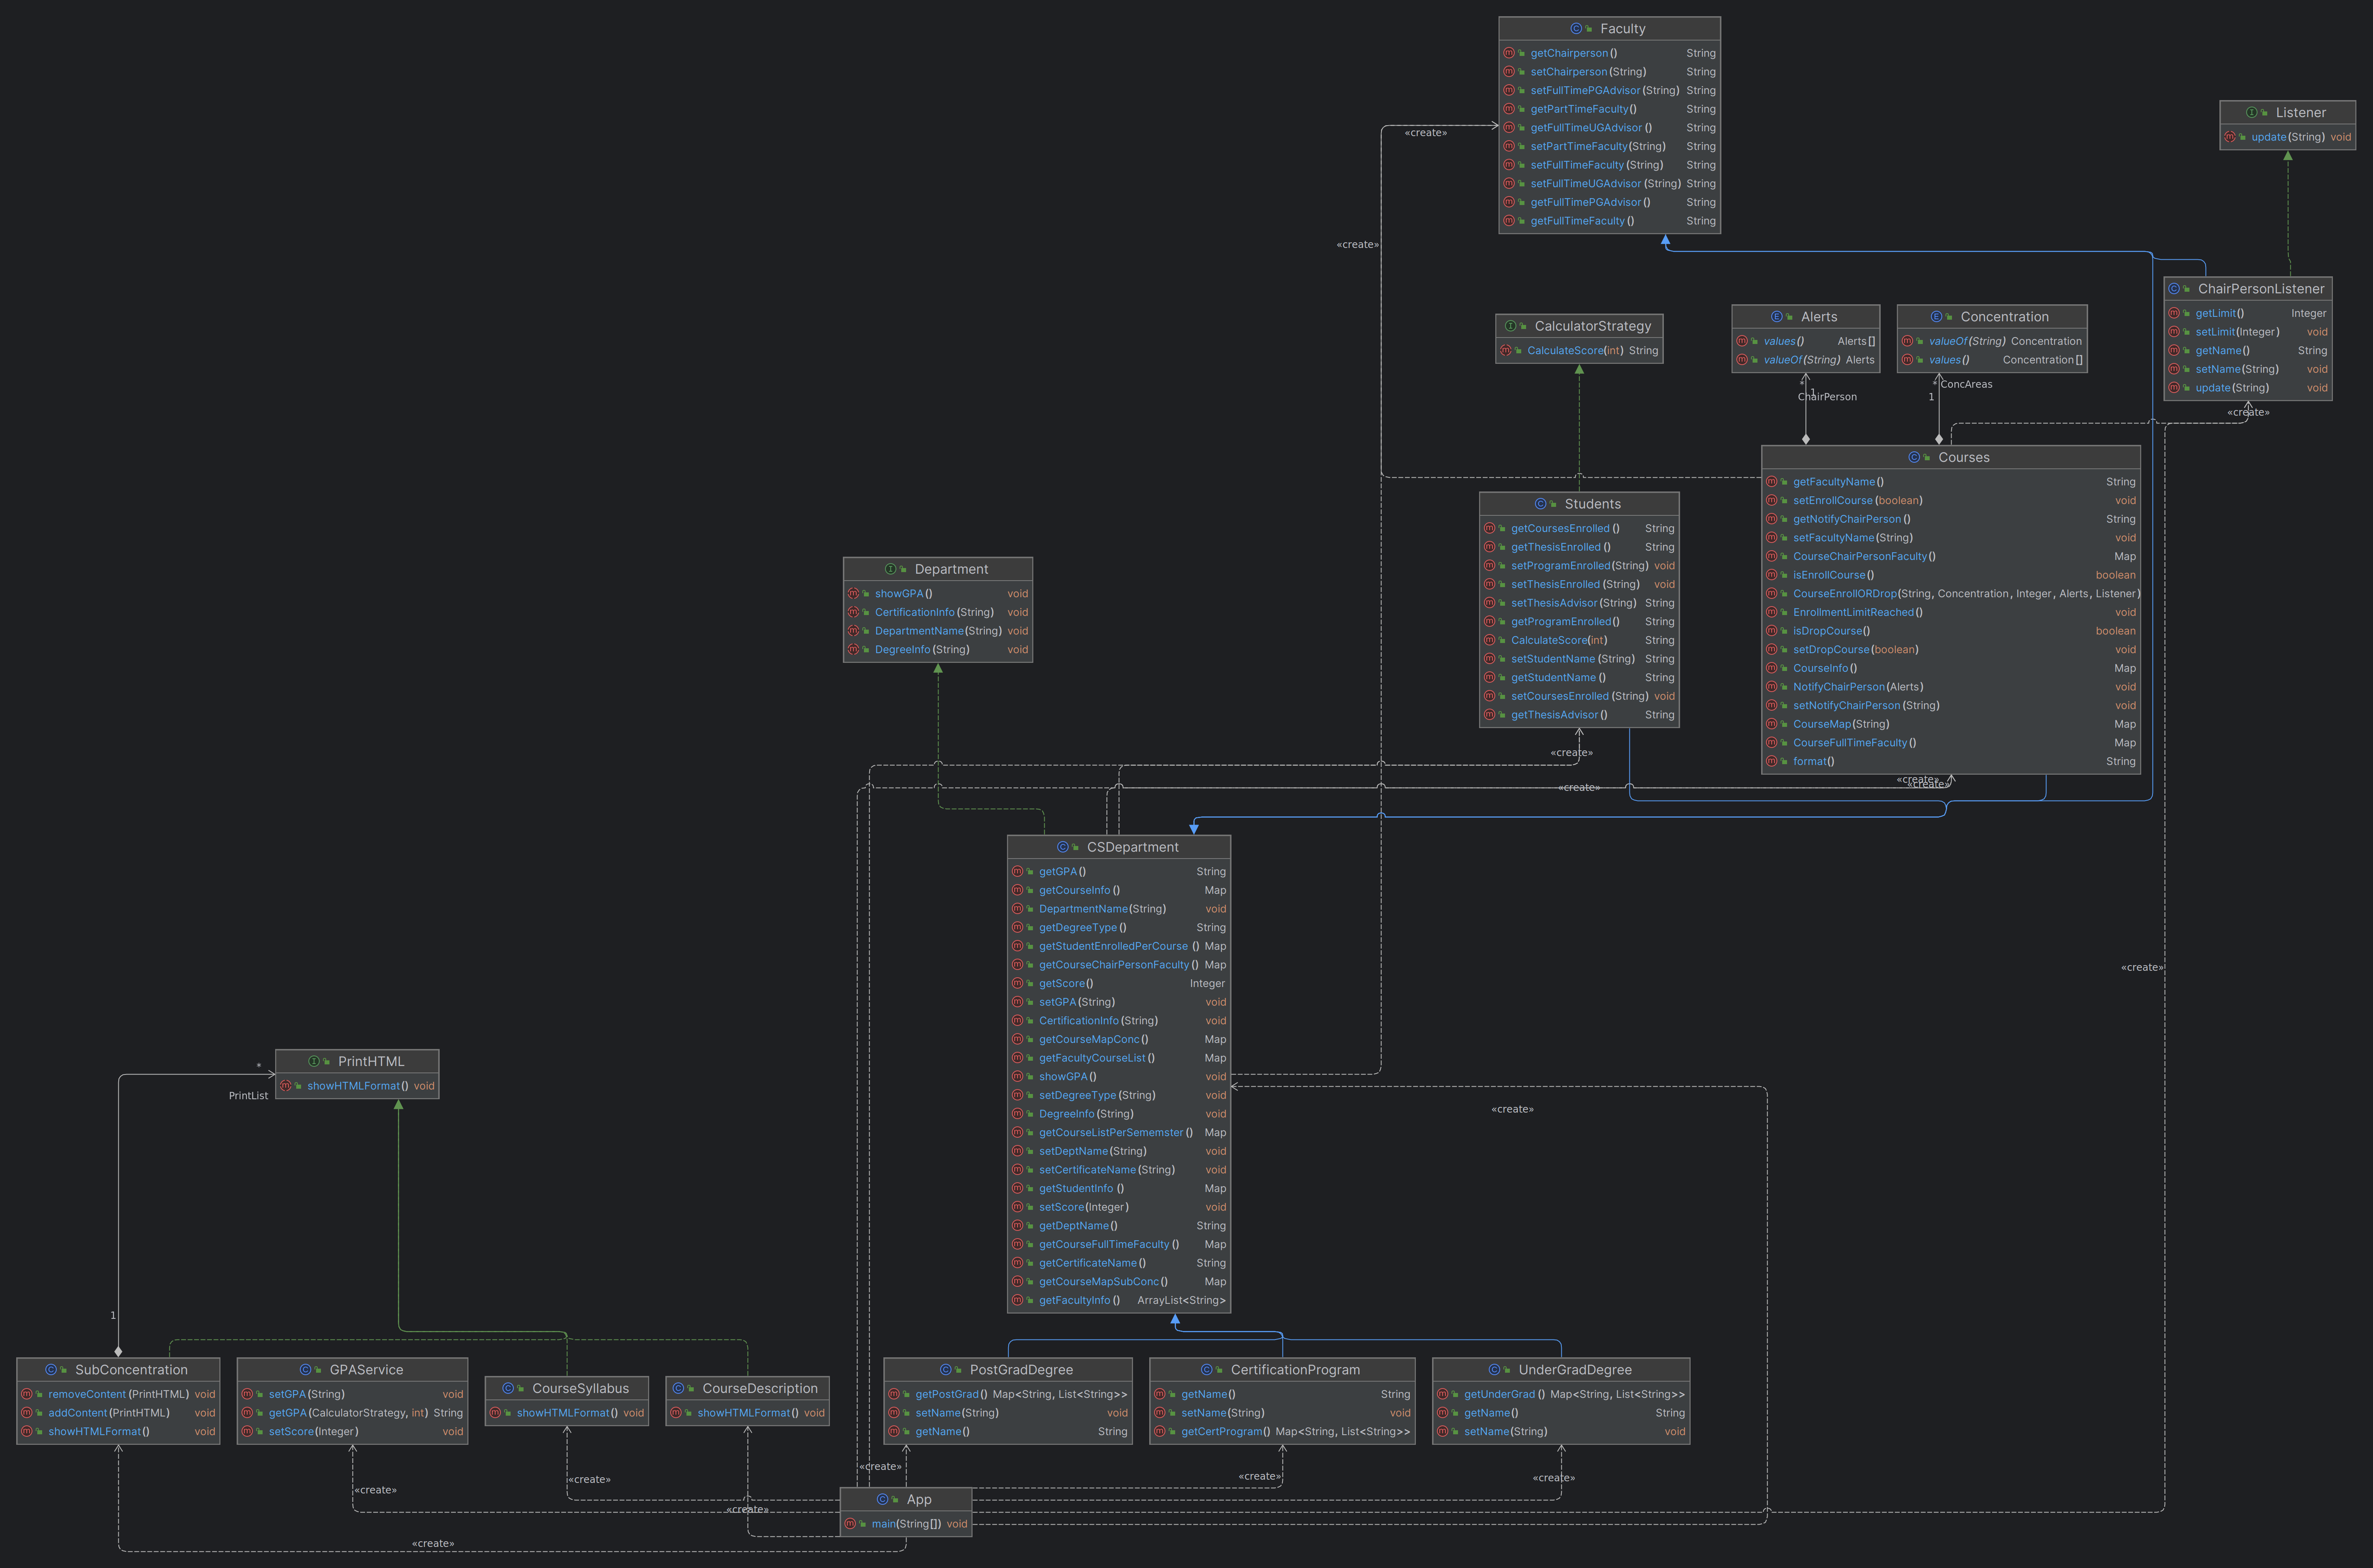 Faculty
getChairperson() String
setChairperson(String) String
setFullTimePGAdvisor(String) String
getPartTimeFaculty() String
getFullTimeUGAdvisor() String
setPartTimeFaculty(String) String
setFullTimeFaculty(String) String
setFullTimeUGAdvisor(String) String
getFullTimePGAdvisor() String
getFullTimeFaculty() String
«create»
«create»
Listener
update(String) void
ChairPersonListener
getLimit() Integer
setLimit(Integer) void
getName() String
setName(String) void
update(String) void
«create»
CalculatorStrategy
CalculateScore(int) String
Alerts
values() Alerts[]
valueOf(String) Alerts
*
1
ChairPerson
Concentration
valueOf(String) Concentration
values() Concentration[]
* ConcAreas
1
Courses
getFacultyName() String
setEnrollCourse(boolean) void
getNotifyChairPerson() String
setFacultyName(String) void
CourseChairPersonFaculty() Map
isEnrollCourse() boolean
CourseEnrollORDrop(String, Concentration, Integer, Alerts, Listener)
EnrollmentLimitReached() void
isDropCourse() boolean
setDropCourse(boolean) void
CourseInfo() Map
NotifyChairPerson(Alerts) void
setNotifyChairPerson(String) void
CourseMap(String) Map
CourseFullTimeFaculty() Map
format() String
«create»
«create»
Students
getCoursesEnrolled() String
getThesisEnrolled() String
setProgramEnrolled(String) void
setThesisEnrolled(String) void
setThesisAdvisor(String) String
getProgramEnrolled() String
CalculateScore(int) String
setStudentName(String) String
getStudentName() String
setCoursesEnrolled(String) void
getThesisAdvisor() String
«create»
«create»
Department
showGPA() void
CertificationInfo(String) void
DepartmentName(String) void
DegreeInfo(String) void
CSDepartment
getGPA() String
getCourseInfo() Map
DepartmentName(String) void
getDegreeType() String
getStudentEnrolledPerCourse() Map
getCourseChairPersonFaculty() Map
getScore() Integer
setGPA(String) void
CertificationInfo(String) void
getCourseMapConc() Map
getFacultyCourseList() Map
showGPA() void
setDegreeType(String) void
DegreeInfo(String) void
getCourseListPerSememster() Map
setDeptName(String) void
setCertificateName(String) void
getStudentInfo() Map
setScore(Integer) void
getDeptName() String
getCourseFullTimeFaculty() Map
getCertificateName() String
getCourseMapSubConc() Map
getFacultyInfo() ArrayList<String>
«create»
«create»
PrintHTML
showHTMLFormat() void
*
PrintList
1
SubConcentration
removeContent(PrintHTML) void
addContent(PrintHTML) void
showHTMLFormat() void
GPAService
setGPA(String) void
getGPA(CalculatorStrategy, int) String
setScore(Integer) void
CourseSyllabus
showHTMLFormat() void
CourseDescription
showHTMLFormat() void
PostGradDegree
getPostGrad() Map<String, List<String>>
setName(String) void
getName() String
CertificationProgram
getName() String
setName(String) void
getCertProgram() Map<String, List<String>>
UnderGradDegree
getUnderGrad() Map<String, List<String>>
getName() String
setName(String) void
«create»
«create»
«create»
«create»
«create»
«create»
App
main(String[]) void
«create»